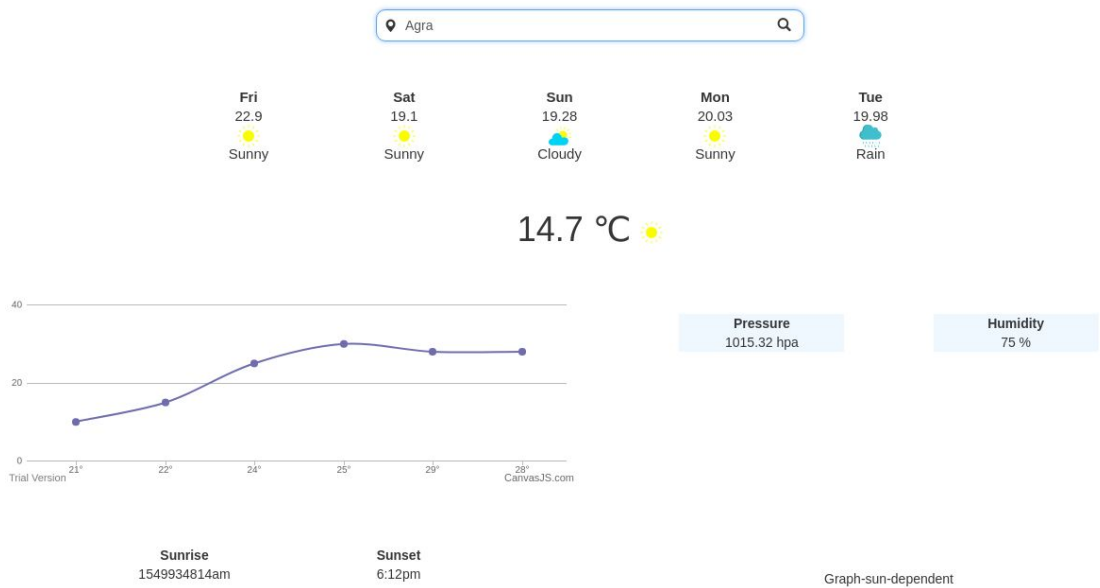 Agra
Fri Sat Sun Mon Tue
22.9 19.1 19.28 20.03 19.98
Sunny Sunny Cloudy Sunny Rain
14.7 ℃
40
20
0
21° 22° 24° 25° 29° 28°
Trial Version CanvasJS.com
Pressure Humidity
1015.32 hpa 75 %
Sunrise Sunset
1549934814am 6:12pm
Graph-sun-dependent